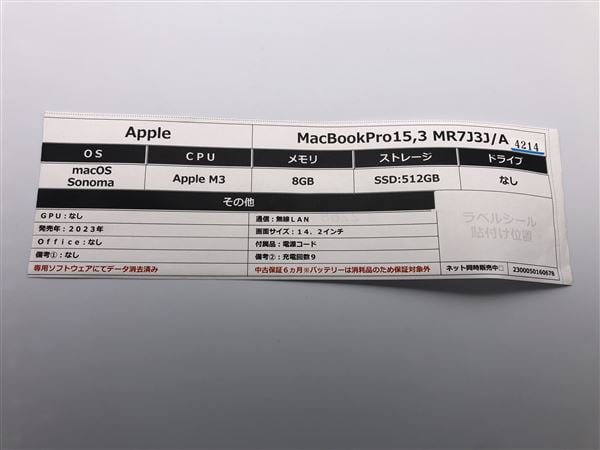 Apple MacBookPro15,3 MR7J3J/A 4214
OS CPU メモリ ストレージ ドライブ
macOS Sonoma Apple M3 8GB SSD:512GB なし
その他
GPU:なし 通信:無線LAN
発売年:2023年 画面サイズ:14.2インチ
Office:なし 付属品:電源コード
備考①:なし 備考②:充電回数9
ラベルシール
貼付け位置
専用ソフトウェアにてデータ消去済み 中古保証6ヵ月※バッテリーは消耗品のため保証対象外 ネット同時販売中□ 2300050160678